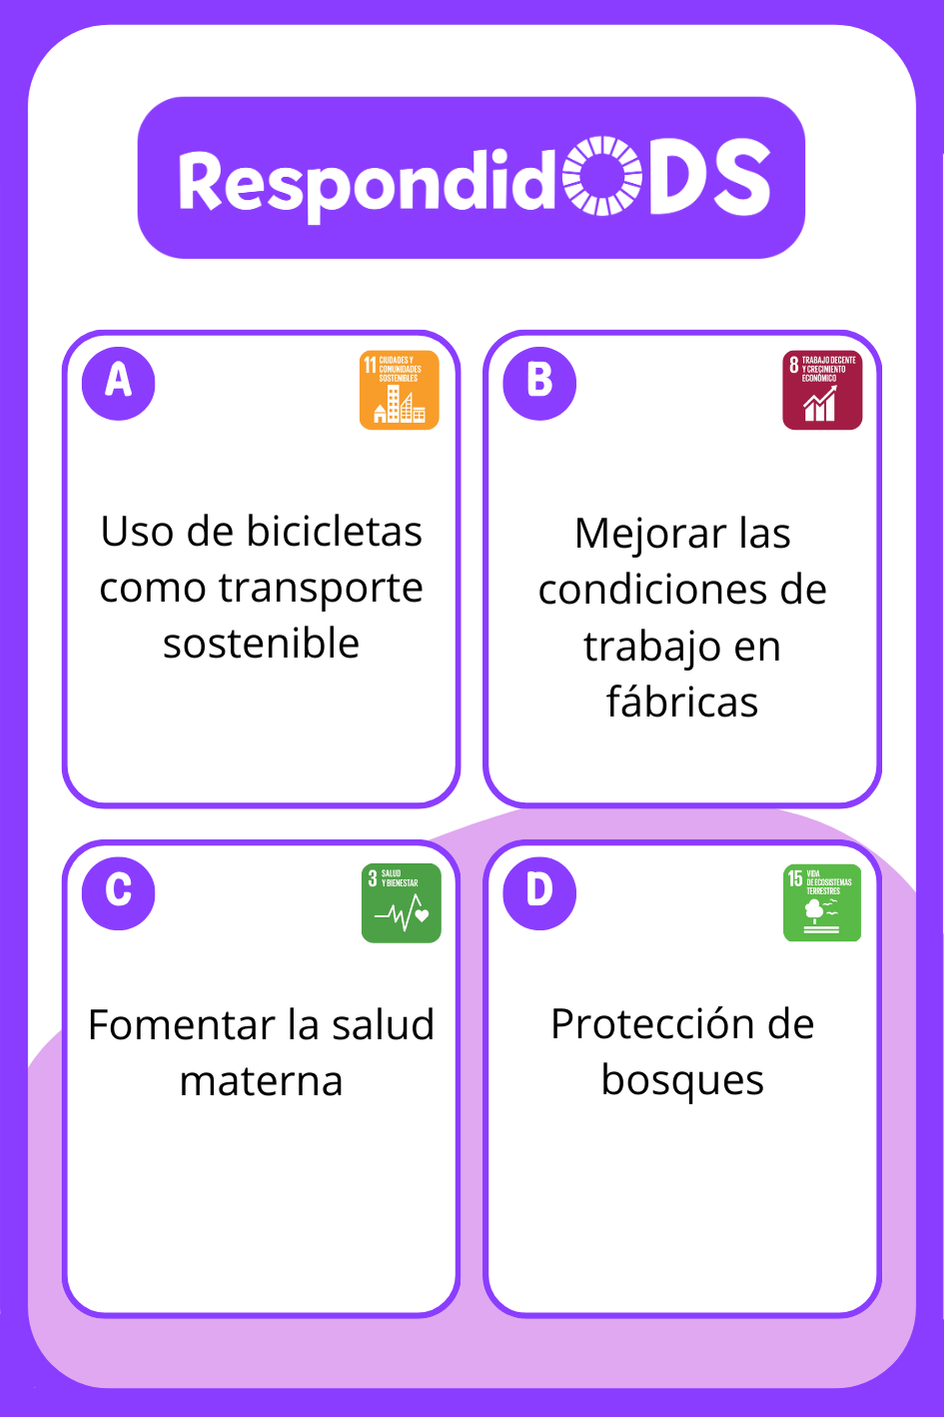 RespondidODS
A
11 CIUDADES Y
COMUNIDADES
SOSTENIBLES
Uso de bicicletas
como transporte
sostenible
B
8 TRABAJO DECENTE
Y CRECIMIENTO
ECONÓMICO
Mejorar las
condiciones de
trabajo en
fábricas
C
3 SALUD
Y BIENESTAR
Fomentar la salud
materna
D
15 VIDA
DE ECOSISTEMAS
TERRESTRES
Protección de
bosques